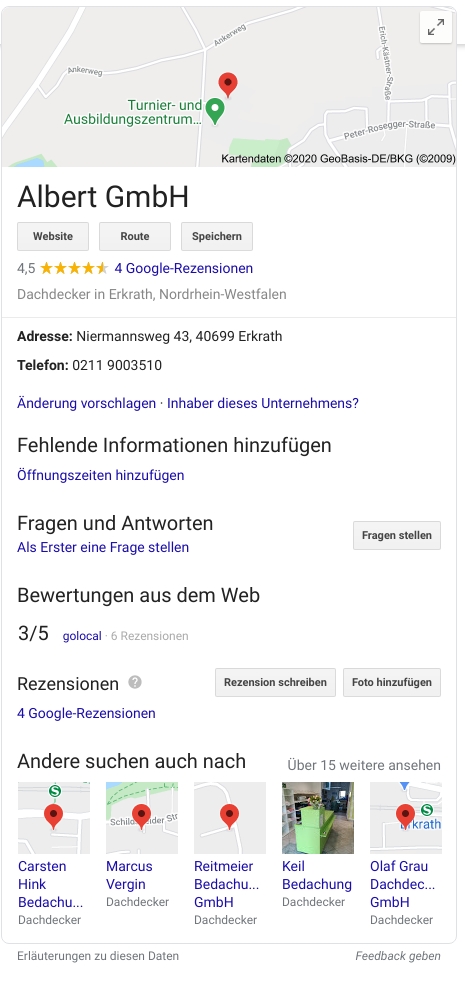 Ankerweg
Ankerweg
Erich-Kästner-Straße
Turnier- und
Ausbildungszentrum...
Peter-Rosegger-Straße
Kartendaten ©2020 GeoBasis-DE/BKG (©2009)
Albert GmbH
Website Route Speichern
4,5 4 Google-Rezensionen
Dachdecker in Erkrath, Nordrhein-Westfalen
Adresse: Niermannsweg 43, 40699 Erkrath
Telefon: 0211 9003510
Änderung vorschlagen · Inhaber dieses Unternehmens?
Fehlende Informationen hinzufügen
Öffnungszeiten hinzufügen
Fragen und Antworten
Fragen stellen
Als Erster eine Frage stellen
Bewertungen aus dem Web
3/5 golocal · 6 Rezensionen
Rezensionen ? Rezension schreiben Foto hinzufügen
4 Google-Rezensionen
Andere suchen auch nach Über 15 weitere ansehen
S
S
Erkrath
Carsten
Hink
Bedachu...
Dachdecker
Marcus
Vergin
Dachdecker
Reitmeier
Bedachu...
GmbH
Dachdecker
Keil
Bedachung
Dachdecker
Olaf Grau
Dachdec...
GmbH
Dachdecker
Erläuterungen zu diesen Daten Feedback geben